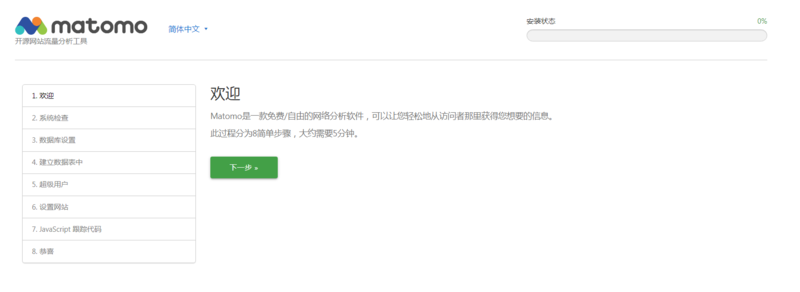 matomo
开源网站流量分析工具
简体中文
安装状态 0%
1. 欢迎
2. 系统检查
3. 数据库设置
4. 建立数据表中
5. 超级用户
6. 设置网站
7. JavaScript 跟踪代码
8. 恭喜
欢迎
Matomo是一款免费/自由的网络分析软件，可以让您轻松地从访问者那里获得您想要的信息。
此过程分为8简单步骤，大约需要5分钟。
下一步 »